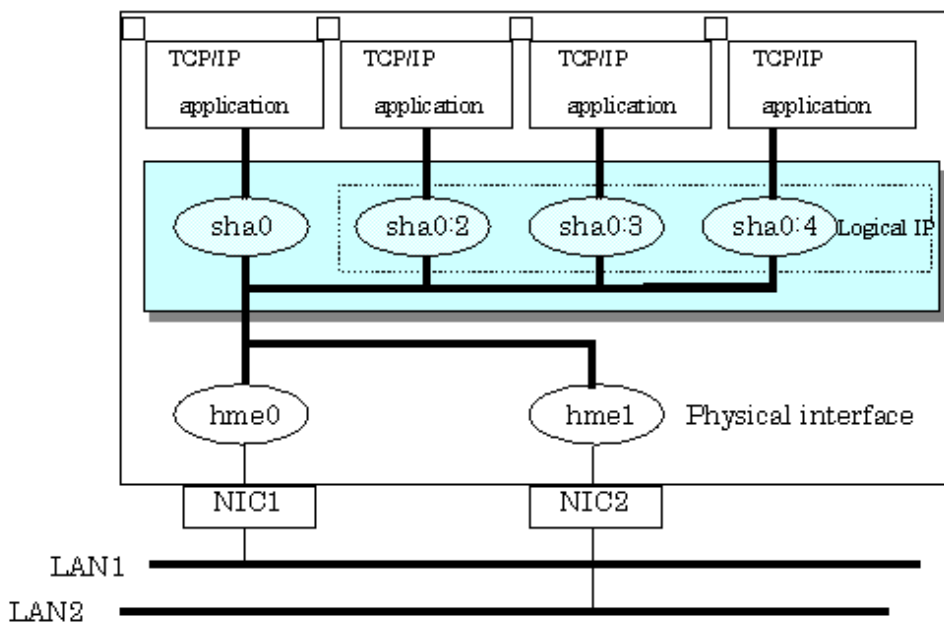 TCP/IP
application
TCP/IP
application
TCP/IP
application
TCP/IP
application
sha0
sha0:2
sha0:3
sha0:4
Logical IP
hme0
hme1
Physical interface
NIC1
NIC2
LAN1
LAN2